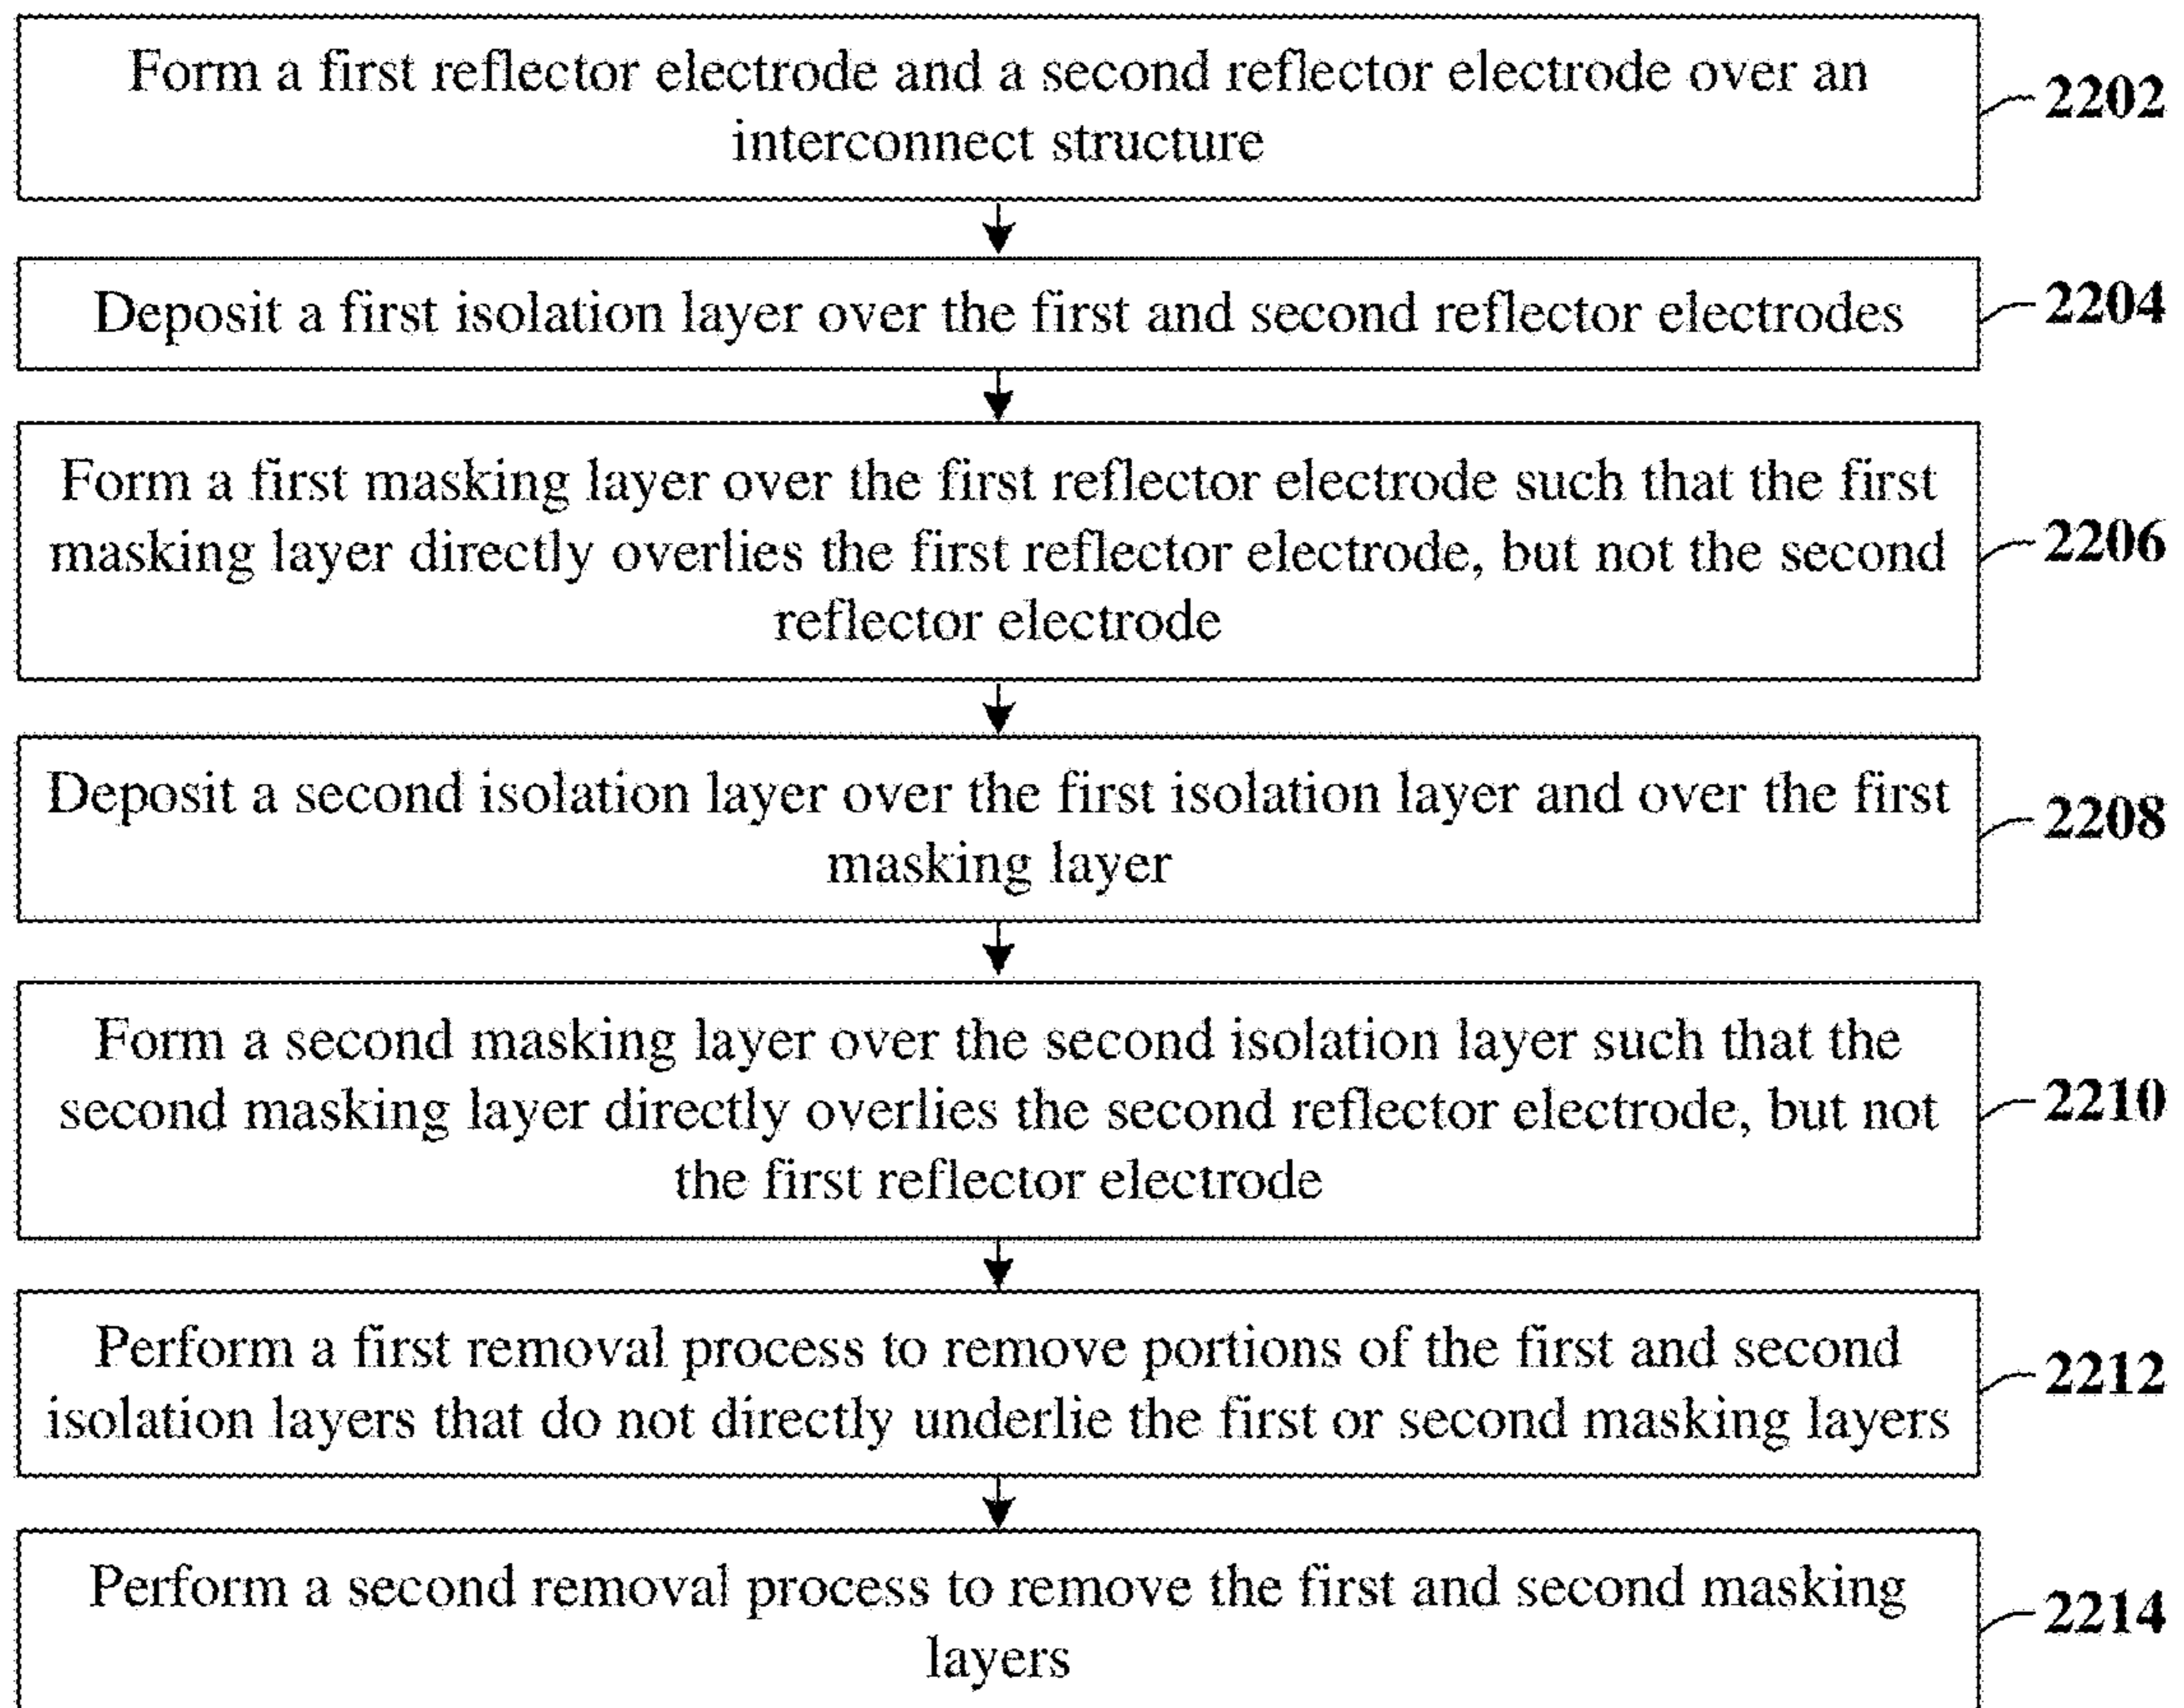 Form a first reflector electrode and a second reflector electrode over an
interconnect structure
2202
Deposit a first isolation layer over the first and second reflector electrodes
2204
Form a first masking layer over the first reflector electrode such that the first
masking layer directly overlies the first reflector electrode, but not the second
reflector electrode
2206
Deposit a second isolation layer over the first isolation layer and over the first
masking layer
2208
Form a second masking layer over the second isolation layer such that the
second masking layer directly overlies the second reflector electrode, but not
the first reflector electrode
2210
Perform a first removal process to remove portions of the first and second
isolation layers that do not directly underlie the first or second masking layers
2212
Perform a second removal process to remove the first and second masking
layers
2214